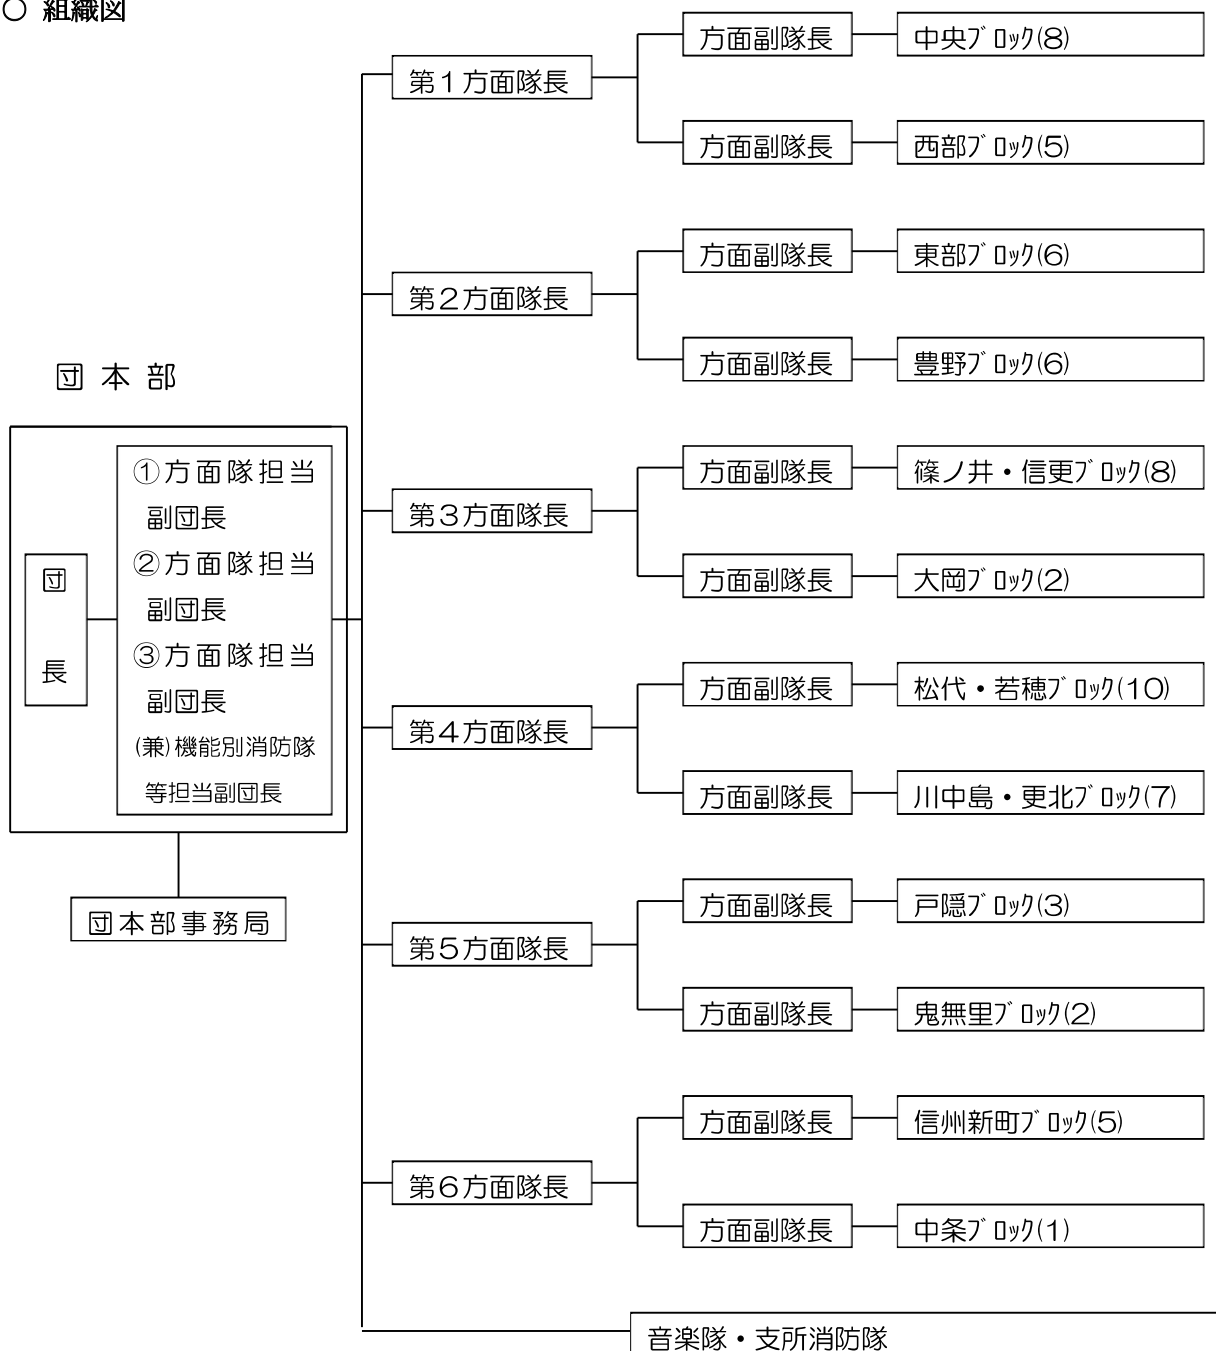 ○ 組織図
団本部
団長
①方面隊担当
副団長
②方面隊担当
副団長
③方面隊担当
副団長
(兼)機能別消防隊
等担当副団長
団本部事務局
第１方面隊長
方面副隊長
中央ﾌﾞﾛｯｸ(8)
方面副隊長
西部ﾌﾞﾛｯｸ(5)
第２方面隊長
方面副隊長
東部ﾌﾞﾛｯｸ(6)
方面副隊長
豊野ﾌﾞﾛｯｸ(6)
第３方面隊長
方面副隊長
篠ノ井・信更ﾌﾞﾛｯｸ(8)
方面副隊長
大岡ﾌﾞﾛｯｸ(2)
第４方面隊長
方面副隊長
松代・若穂ﾌﾞﾛｯｸ(10)
方面副隊長
川中島・更北ﾌﾞﾛｯｸ(7)
第５方面隊長
方面副隊長
戸隠ﾌﾞﾛｯｸ(3)
方面副隊長
鬼無里ﾌﾞﾛｯｸ(2)
第６方面隊長
方面副隊長
信州新町ﾌﾞﾛｯｸ(5)
方面副隊長
中条ﾌﾞﾛｯｸ(1)
音楽隊・支所消防隊